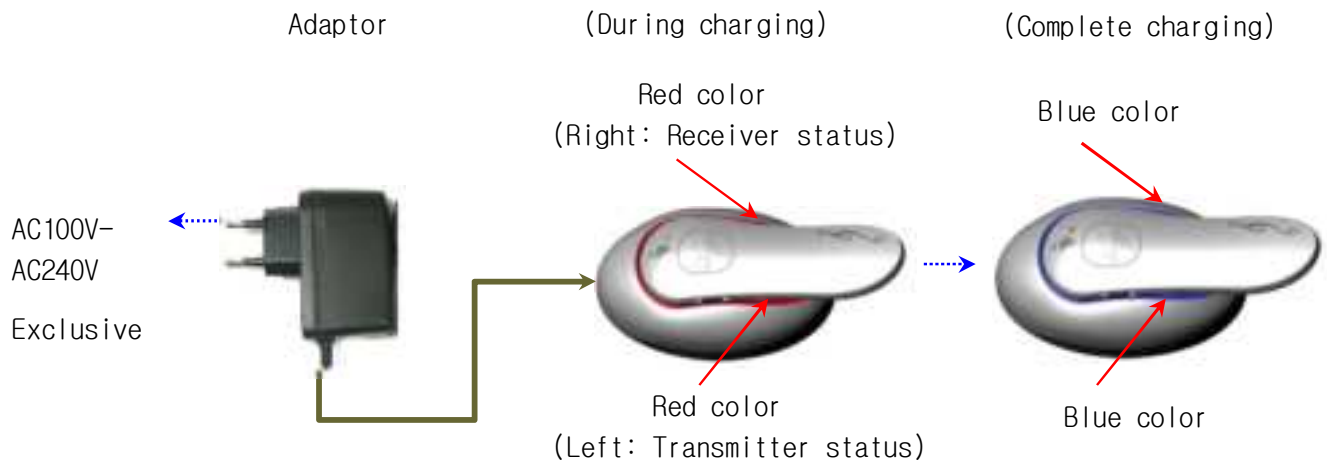 Adaptor
(During charging)
(Complete charging)
Red color
(Right: Receiver status)
Blue color
AC100V-
AC240V
Exclusive
Red color
(Left: Transmitter status)
Blue color